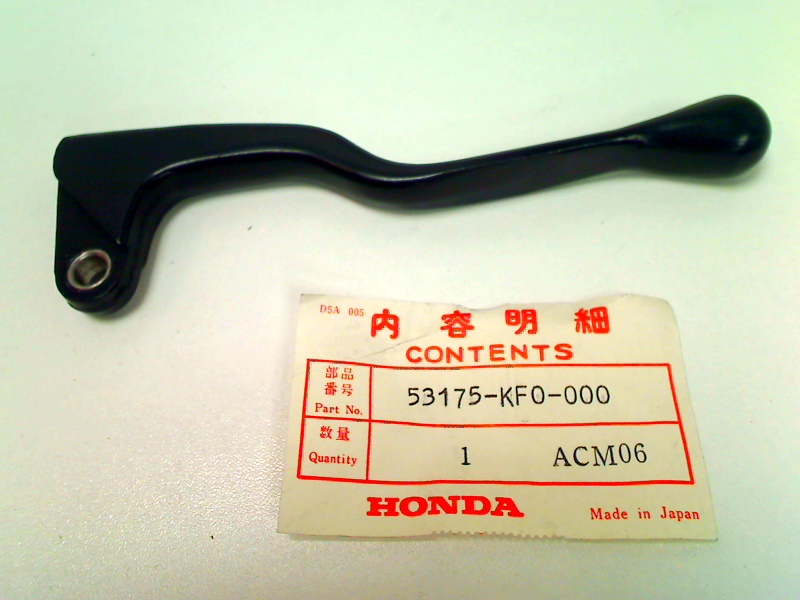 DSA 005
内容明細
CONTENTS
部品
番号
Part No.
53175-KF0-000
数量
Quantity
1 ACM06
HONDA
Made in Japan